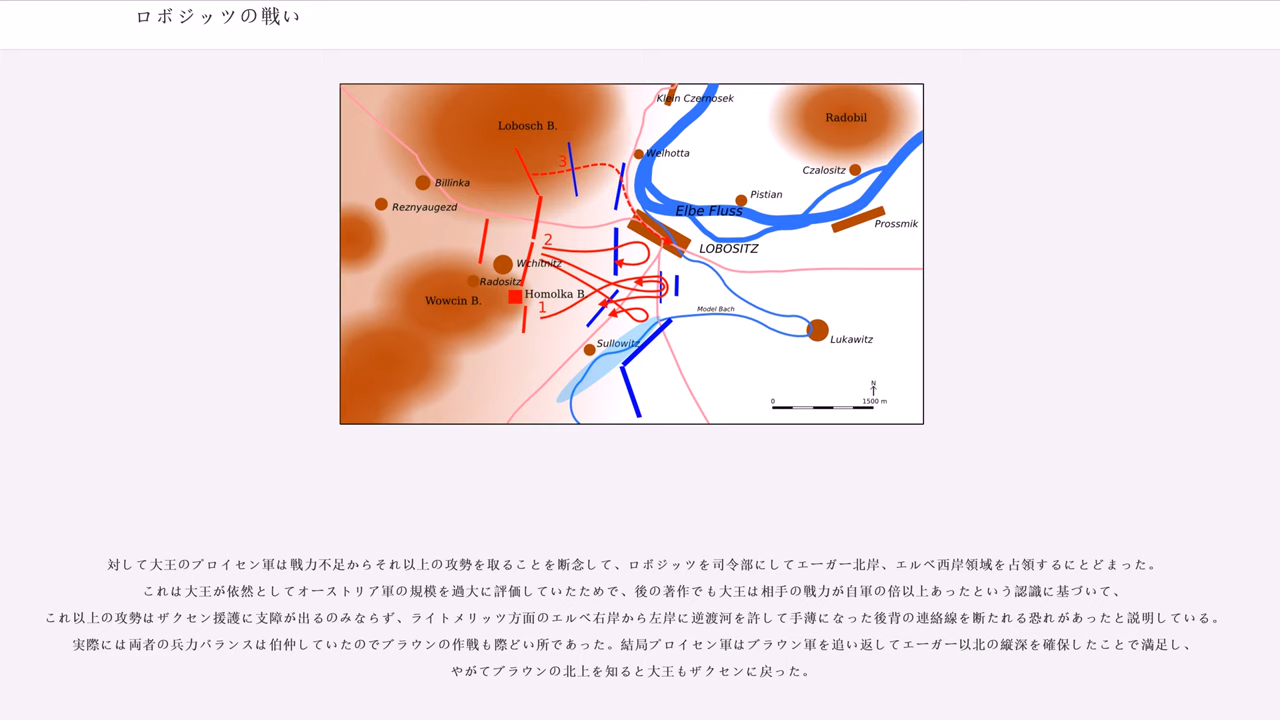 ロボジッツの戦い
Klein Czernosek
Radobil
Lobosch B.
Welhotta
3
Czalositz
Billinka
Pistian
Reznyaugezd
Elbe Fluss
Prossmik
2
LOBOSITZ
Wchitnitz
Radositz
Homolka B.
Wowcin B.
1
Model Bach
Sullowitz
Lukawitz
N
0 1500 m
対して大王のプロイセン軍は戦力不足からそれ以上の攻勢を取ることを断念して、ロボジッツを司令部にしてエーガー北岸、エルベ西岸領域を占領するにとどまった。
これは大王が依然としてオーストリア軍の規模を過大に評価していたためで、後の著作でも大王は相手の戦力が自軍の倍以上あったという認識に基づいて、
これ以上の攻勢はザクセン援護に支障が出るのみならず、ライトメリッツ方面のエルベ右岸から左岸に逆渡河を許して手薄になった後背の連絡線を断たれる恐れがあったと説明している。
実際には両者の兵力バランスは伯仲していたのでブラウンの作戦も際どい所であった。結局プロイセン軍はブラウン軍を追い返してエーガー以北の縦深を確保したことで満足し、
やがてブラウンの北上を知ると大王もザクセンに戻った。